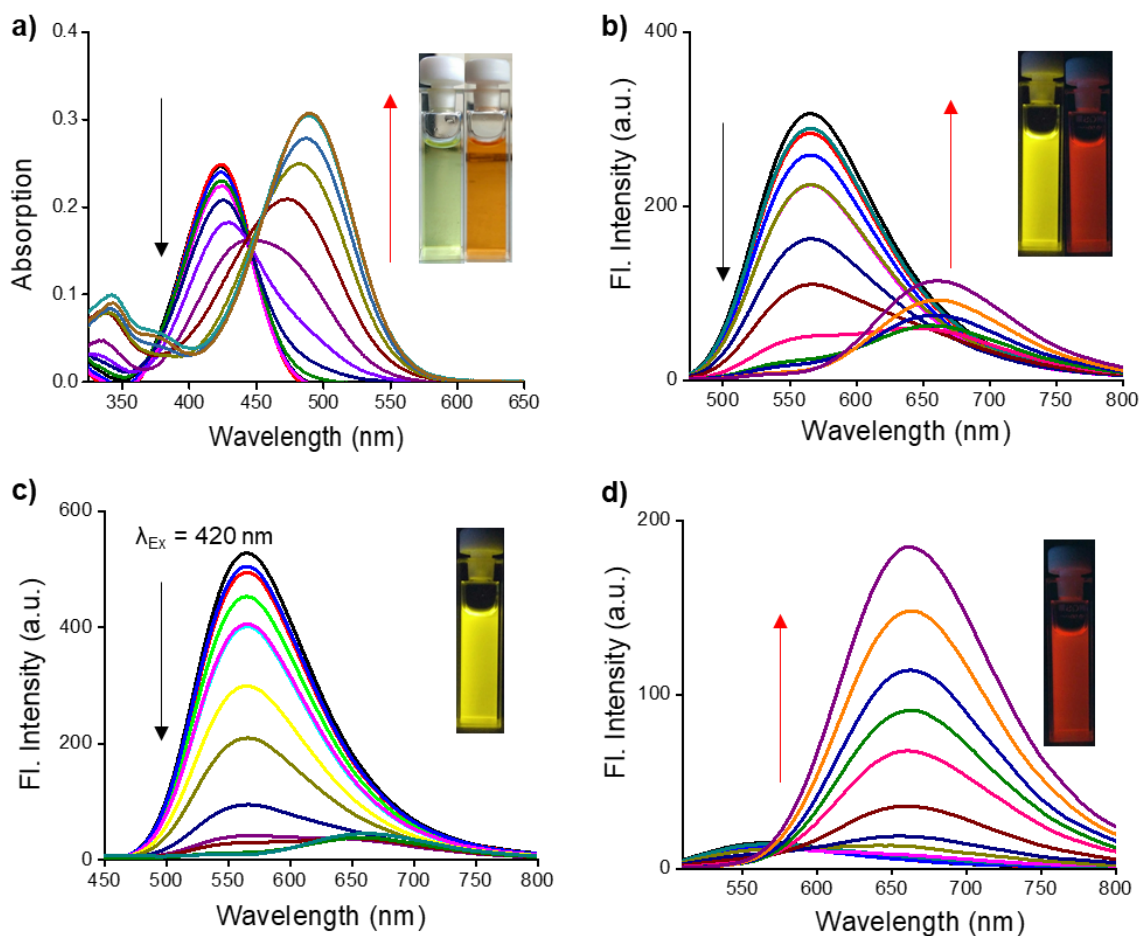 a)
Absorption
0.4
0.3
0.2
0.1
0.0
350 400 450 500 550 600 650
Wavelength (nm)
b)
Fl. Intensity (a.u.)
400
200
0
500 550 600 650 700 750 800
Wavelength (nm)
c)
Fl. Intensity (a.u.)
600
400
200
0
λEx = 420 nm
450 500 550 600 650 700 750 800
Wavelength (nm)
d)
Fl. Intensity (a.u.)
200
100
0
550 600 650 700 750 800
Wavelength (nm)